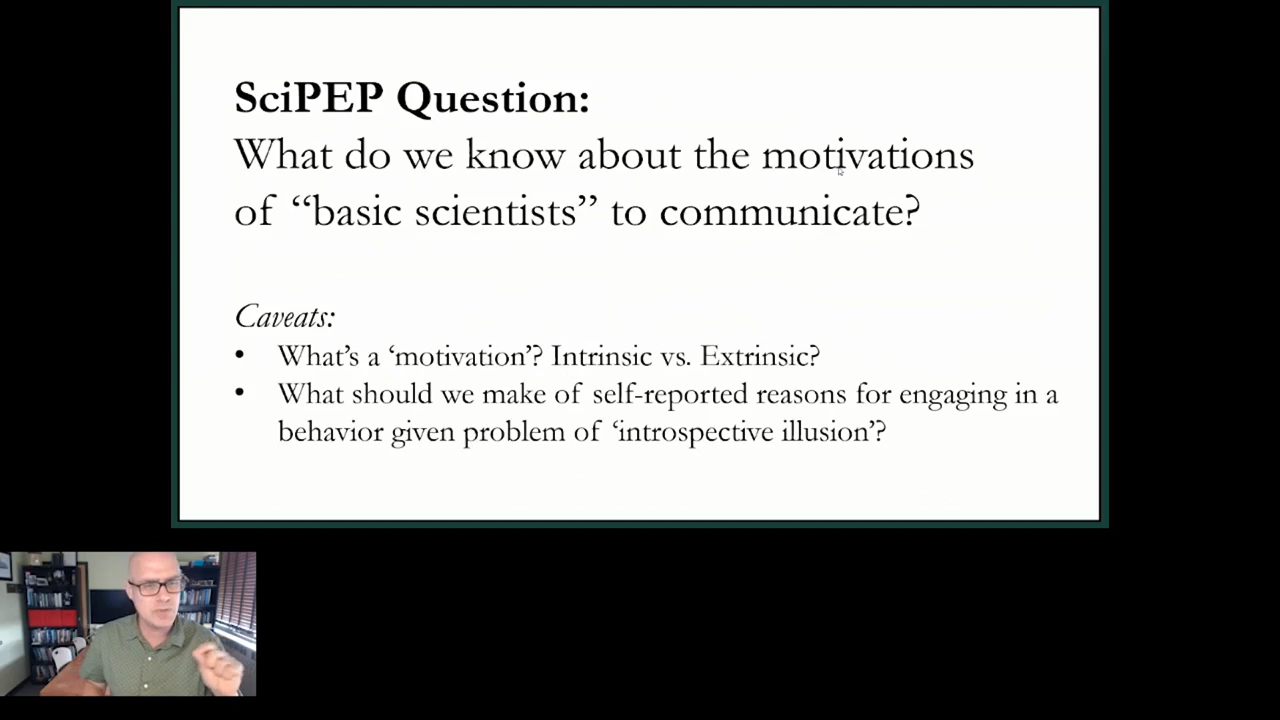 SciPEP Question:
What do we know about the motivations
of “basic scientists” to communicate?
Caveats:
• What’s a ‘motivation’? Intrinsic vs. Extrinsic?
• What should we make of self-reported reasons for engaging in a
behavior given problem of ‘introspective illusion’?